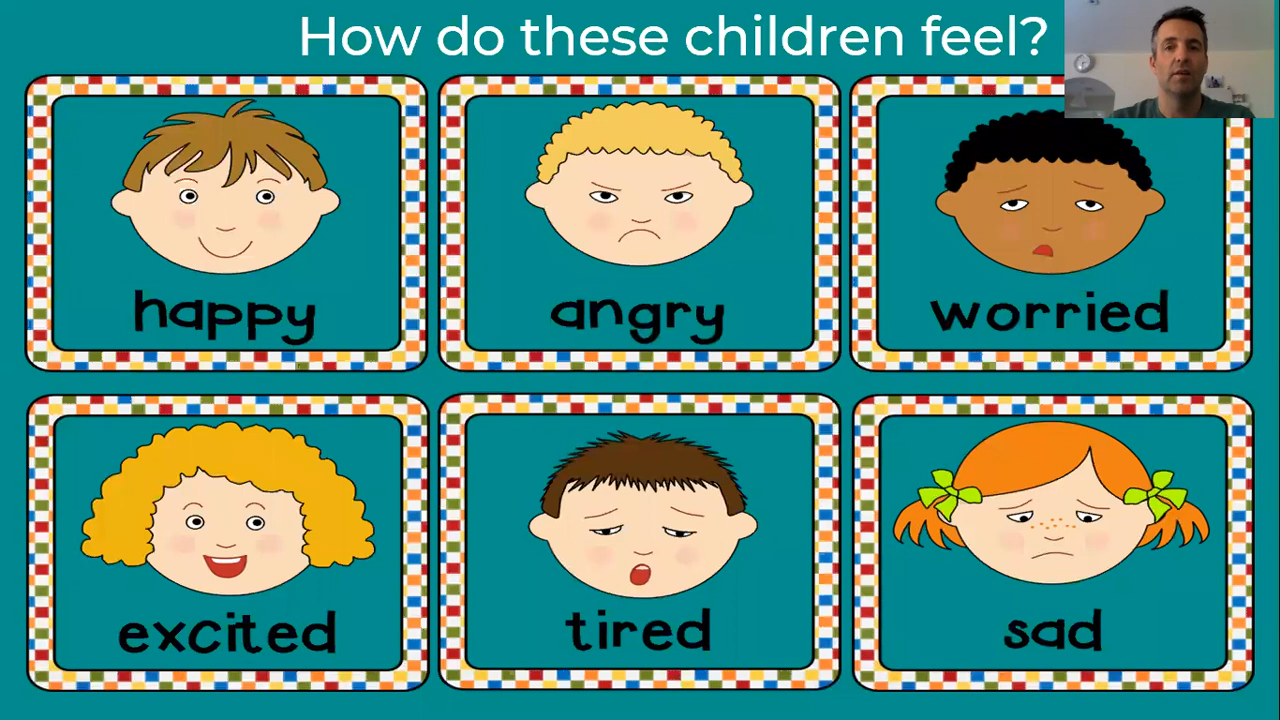 How do these children feel?
happy
angry
worried
excited
tired
sad